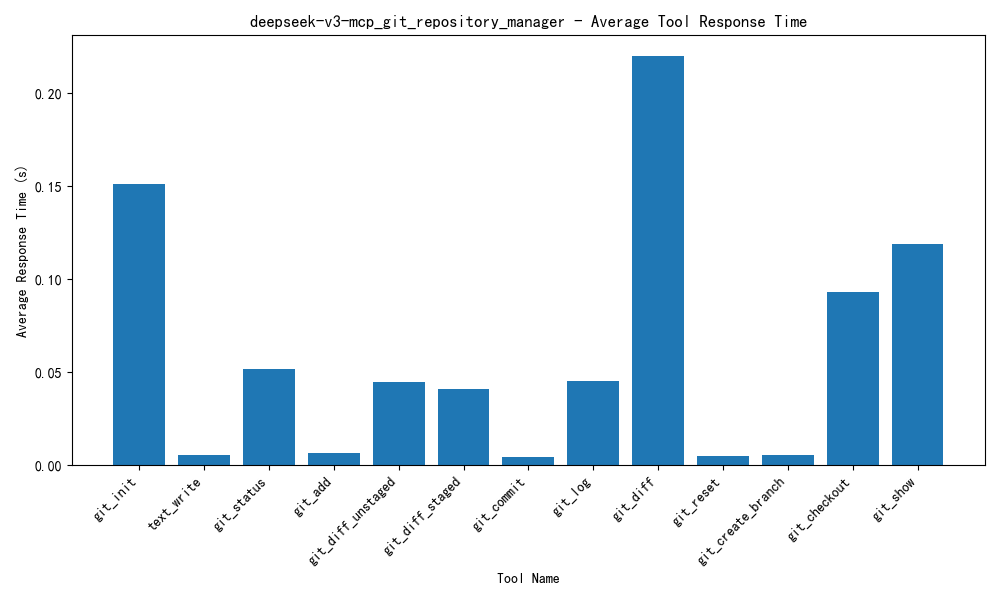 deepseek-v3-mcp_git_repository_manager - Average Tool Response Time
Average Response Time (s)
0.20
0.15
0.10
0.05
0.00
git_init
text_write
git_status
git_add
git_diff_unstaged
git_diff_staged
git_commit
git_log
git_diff
git_reset
git_create_branch
git_checkout
git_show
Tool Name